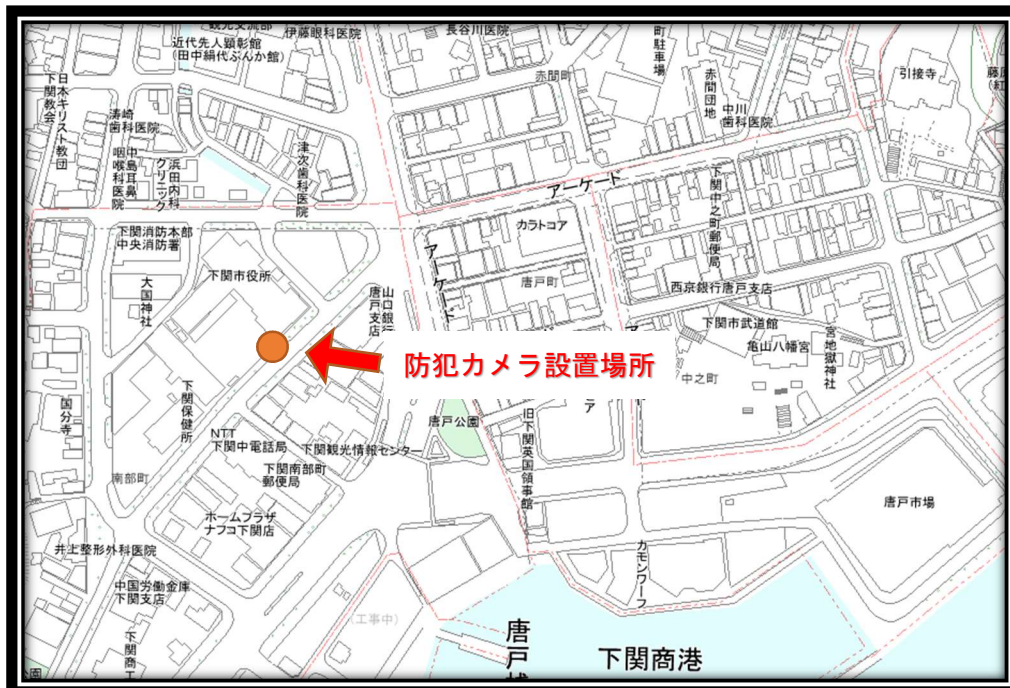 観光交流部
伊藤眼科医院
長谷川医院
近代先人顕彰館
(田中絹代ぶんか館)
町駐車場
赤間町
赤間団地
引接寺
日本キリスト教団
下関教会
濤崎
歯科医院
中島耳鼻
咽喉科医院
浜田内科
クリニック
津次歯科医院
中川
歯科医院
アーケード
下関消防本部
中央消防署
カラトコア
下関中之町郵便局
下関市役所
大国神社
アーケード
唐戸町
西京銀行唐戸支店
山口銀行
唐戸支店
下関市武道館
亀山八幡宮
宮地嶽神社
防犯カメラ設置場所
中之町
国分寺
下関保健所
唐戸公園
NTT
下関中電話局
下関観光情報センター
下関南部町
郵便局
旧下関英国領事館
南部町
ホームプラザ
ナフコ下関店
唐戸市場
井上整形外科医院
中国労働金庫
下関支店
(工事中)
カモンワーフ
下関商工
唐戸
下関商港
公園